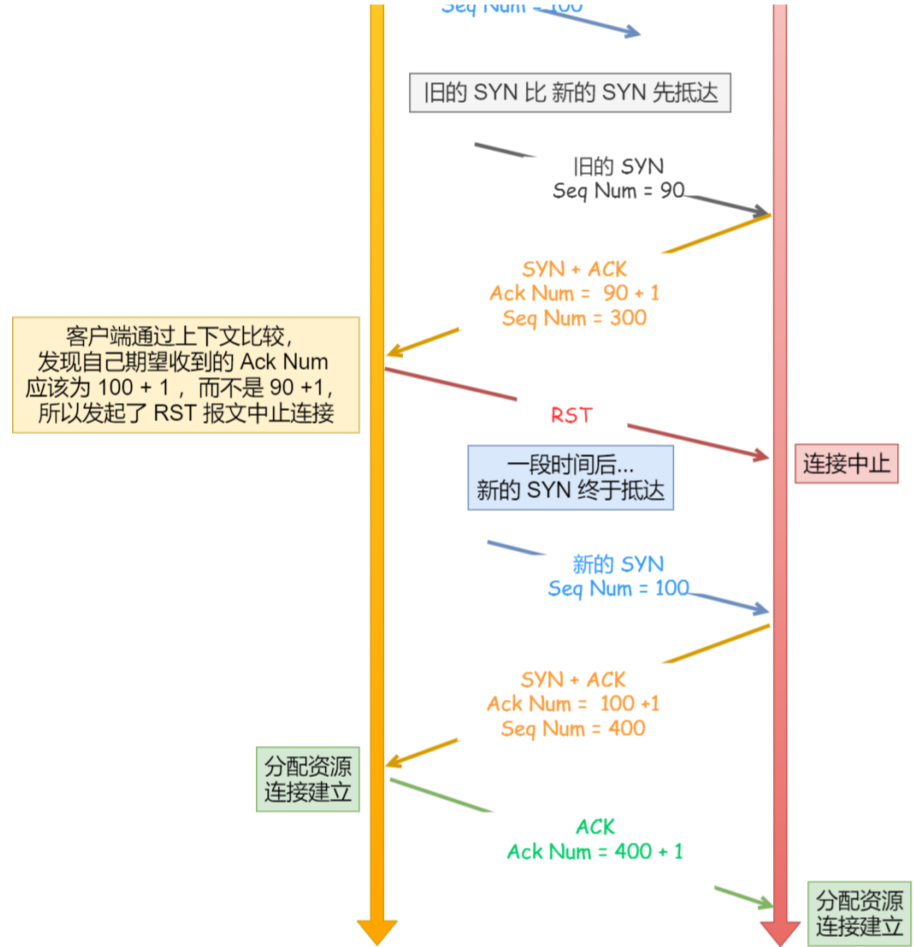 Seq Num = 100
旧的 SYN 比 新的 SYN 先抵达
旧的 SYN
Seq Num = 90
SYN + ACK
Ack Num = 90 + 1
Seq Num = 300
客户端通过上下文比较，
发现自己期望收到的 Ack Num
应该为 100 + 1 ，而不是 90 +1，
所以发起了 RST 报文中止连接
RST
连接中止
一段时间后...
新的 SYN 终于抵达
新的 SYN
Seq Num = 100
SYN + ACK
Ack Num = 100 +1
Seq Num = 400
分配资源
连接建立
ACK
Ack Num = 400 + 1
分配资源
连接建立